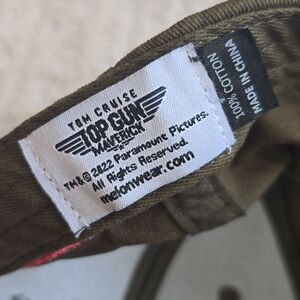 TOM CRUISE
TOP GUN
MAVERICK
TM&© 2022 Paramount Pictures.
All Rights Reserved.
melonwear.com
100% COTTON
MADE IN CHINA